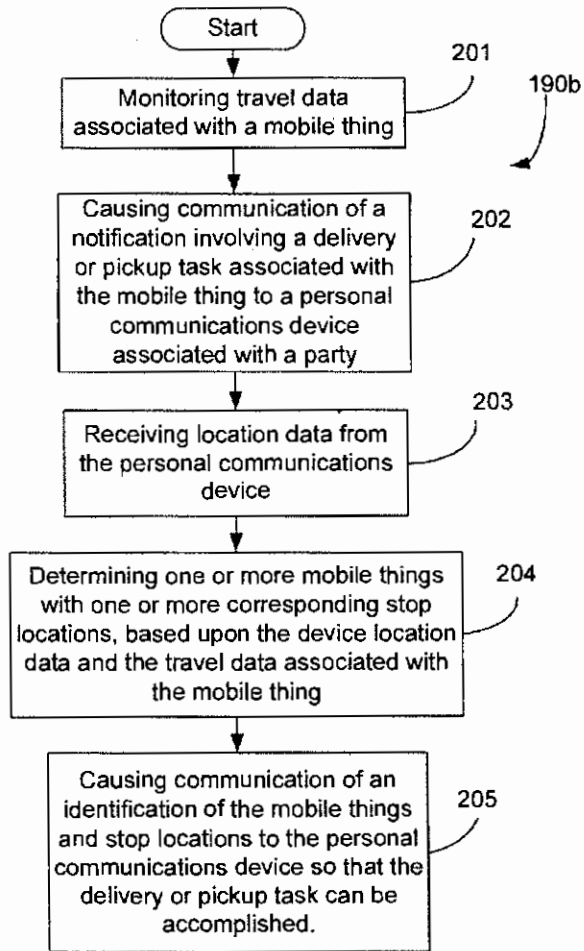 Start
201
190b
Monitoring travel data
associated with a mobile thing
202
Causing communication of a
notification involving a delivery
or pickup task associated with
the mobile thing to a personal
communications device
associated with a party
203
Receiving location data from
the personal communications
device
204
Determining one or more mobile things
with one or more corresponding stop
locations, based upon the device location
data and the travel data associated with
the mobile thing
205
Causing communication of an
identification of the mobile things
and stop locations to the personal
communications device so that the
delivery or pickup task can be
accomplished.